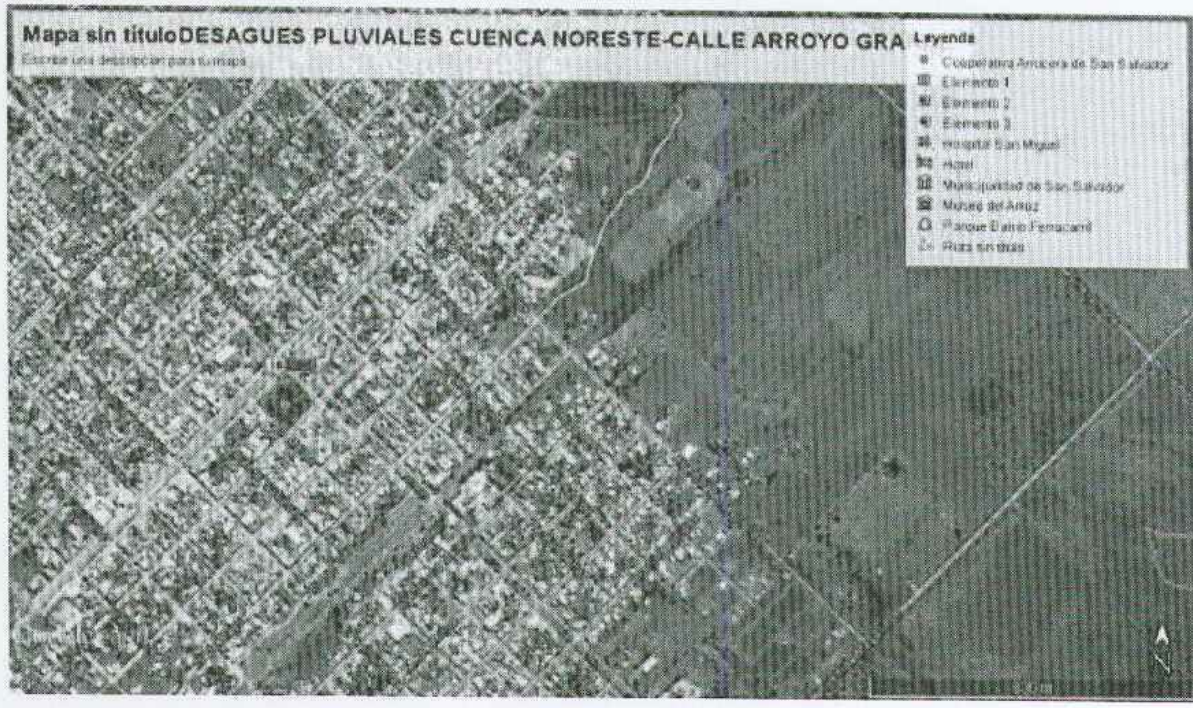 Mapa sin títuloDESAGUES PLUVIALES CUENCA NORESTE-CALLE ARROYO GRA
Escribe una descripción para tu mapa
Leyenda
Cooperativa Arrocera de San Salvador
Elemento 1
Elemento 2
Elemento 3
Hospital San Miguel
Hotel
Municipalidad de San Salvador
Museo del Arroz
Parque
Ruta sin título